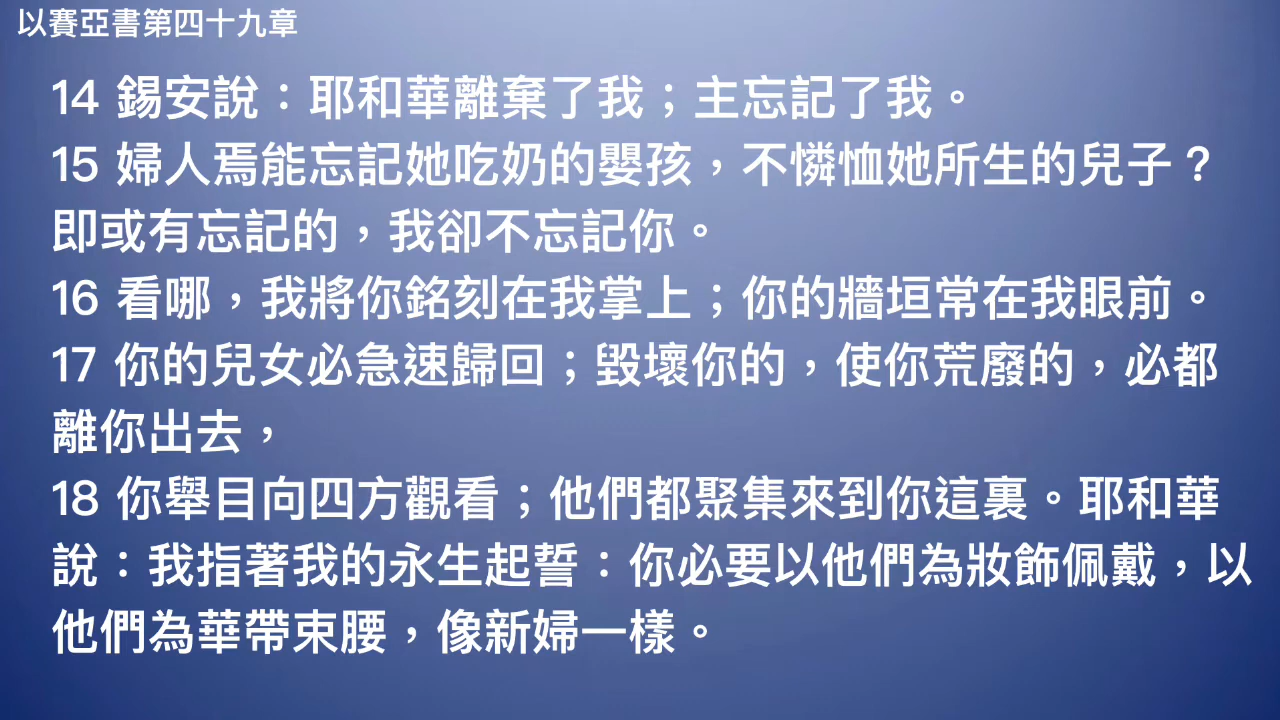 以賽亞書第四十九章
14 錫安說：耶和華離棄了我；主忘記了我。
15 婦人焉能忘記她吃奶的嬰孩，不憐恤她所生的兒子？
即或有忘記的，我卻不忘記你。
16 看哪，我將你銘刻在我掌上；你的牆垣常在我眼前。
17 你的兒女必急速歸回；毀壞你的，使你荒廢的，必都
離你出去，
18 你舉目向四方觀看；他們都聚集來到你這裏。耶和華
說：我指著我的永生起誓：你必要以他們為妝飾佩戴，以
他們為華帶束腰，像新婦一樣。